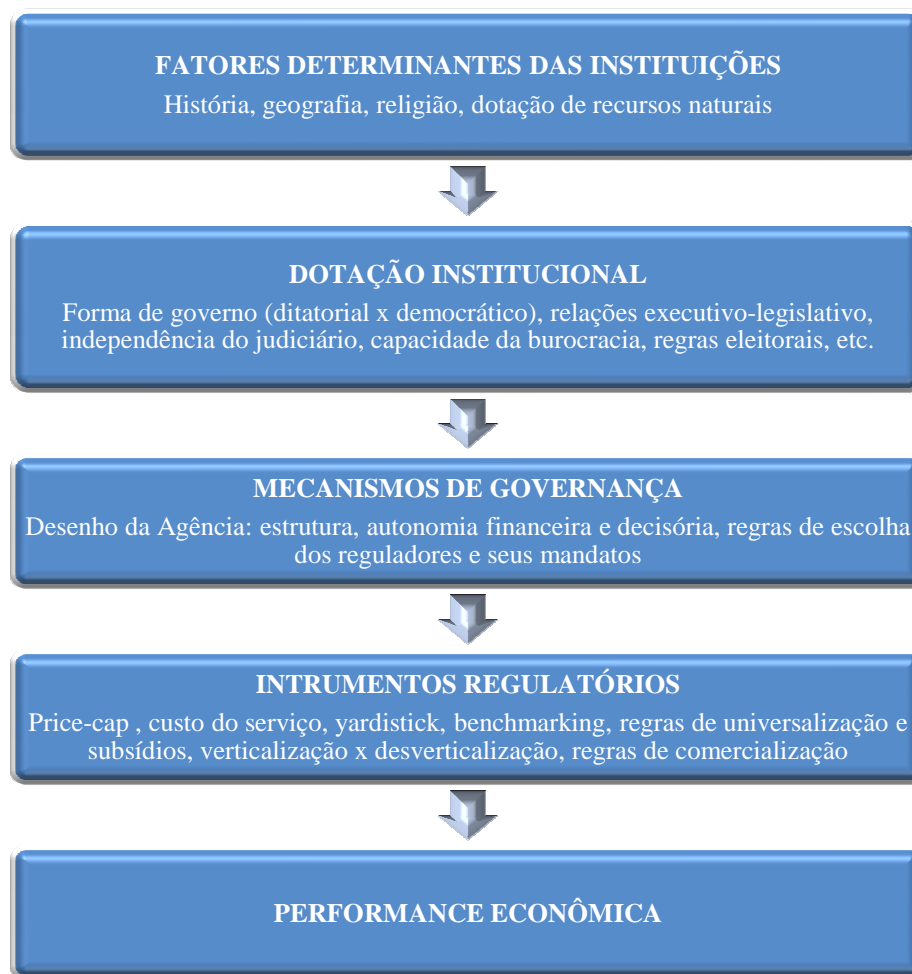 FATORES DETERMINANTES DAS INSTITUIÇÕES
História, geografia, religião, dotação de recursos naturais
DOTAÇÃO INSTITUCIONAL
Forma de governo (ditatorial x democrático), relações executivo-legislativo,
independência do judiciário, capacidade da burocracia, regras eleitorais, etc.
MECANISMOS DE GOVERNANÇA
Desenho da Agência: estrutura, autonomia financeira e decisória, regras de escolha
dos reguladores e seus mandatos
INTRUMENTOS REGULATÓRIOS
Price-cap , custo do serviço, yardistick, benchmarking, regras de universalização e
subsídios, verticalização x desverticalização, regras de comercialização
PERFORMANCE ECONÔMICA